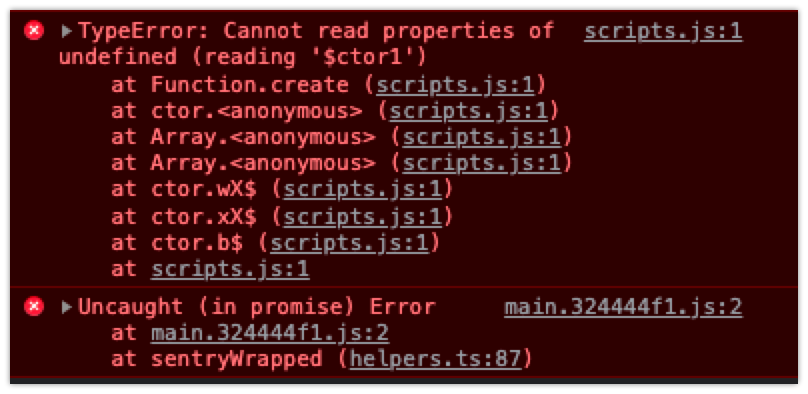 TypeError: Cannot read properties of scripts.js:1
undefined (reading '$ctor1')
at Function.create (scripts.js:1)
at ctor.<anonymous> (scripts.js:1)
at Array.<anonymous> (scripts.js:1)
at Array.<anonymous> (scripts.js:1)
at ctor.wX$ (scripts.js:1)
at ctor.xX$ (scripts.js:1)
at ctor.b$ (scripts.js:1)
at scripts.js:1
Uncaught (in promise) Error main.324444f1.js:2
at main.324444f1.js:2
at sentryWrapped (helpers.ts:87)